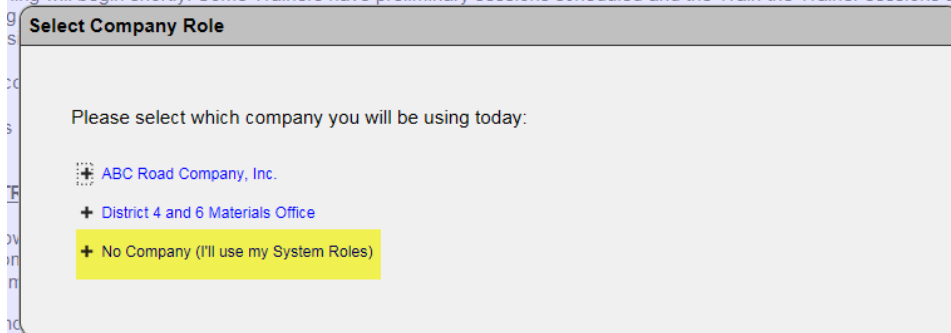 Select Company Role
Please select which company you will be using today:
ABC Road Company, Inc.
District 4 and 6 Materials Office
No Company (I'll use my System Roles)